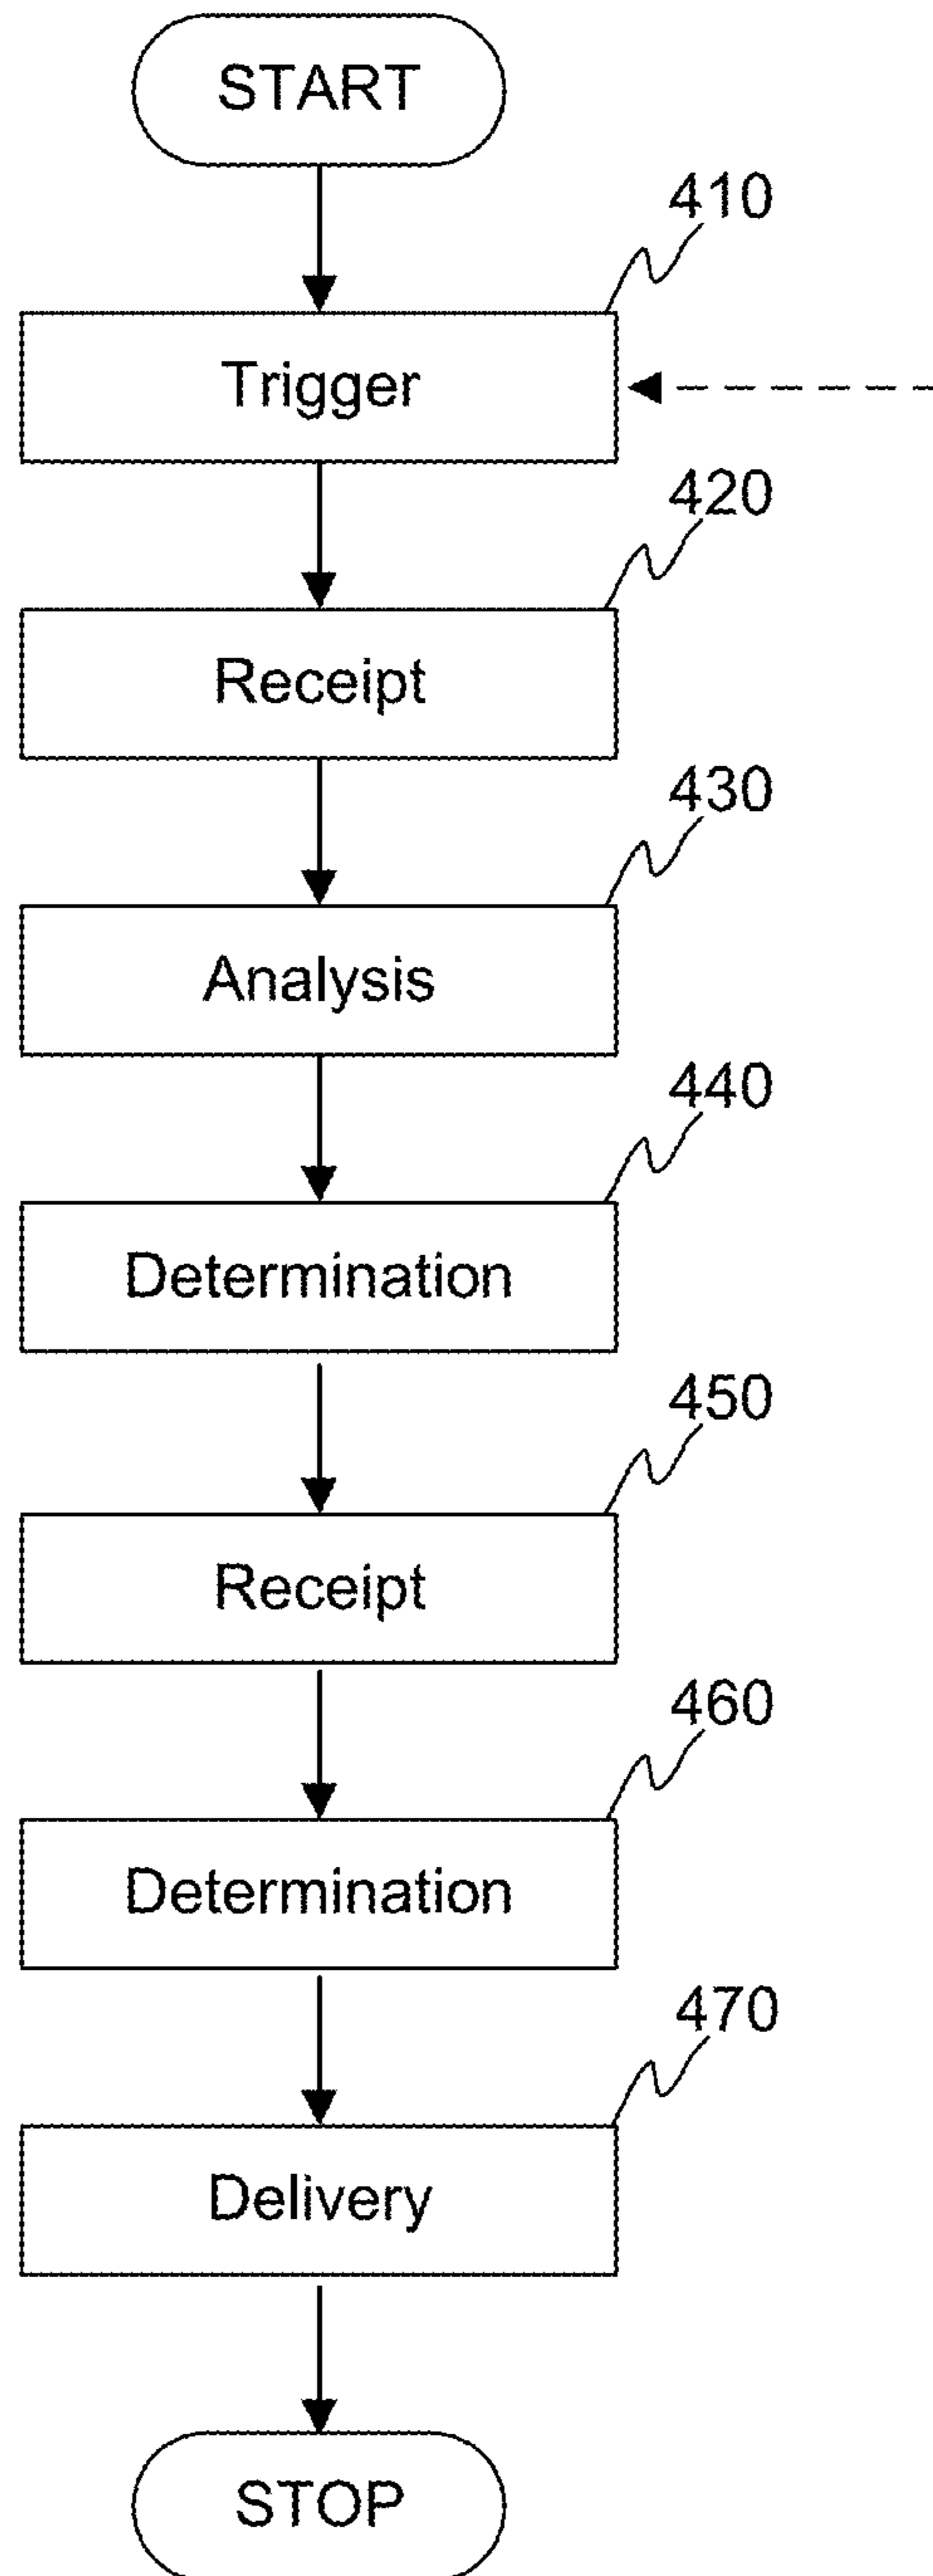 START
410
Trigger
420
Receipt
430
Analysis
440
Determination
450
Receipt
460
Determination
470
Delivery
STOP